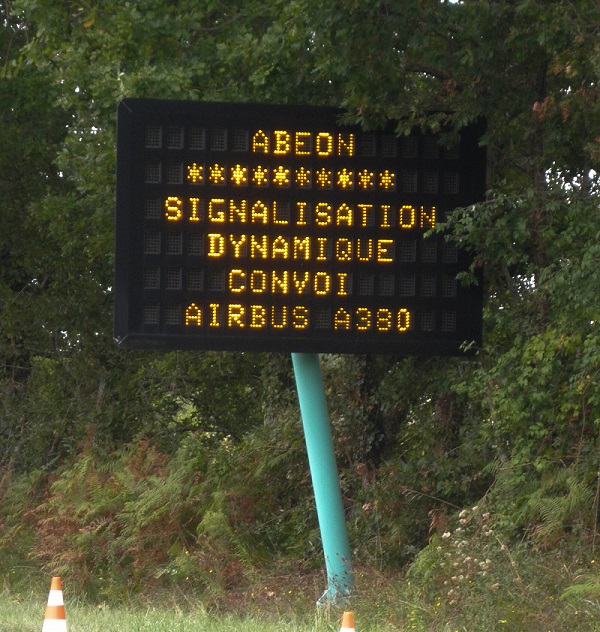 ABEON
**********
SIGNALISATION
DYNAMIQUE
CONVOI
AIRBUS A380